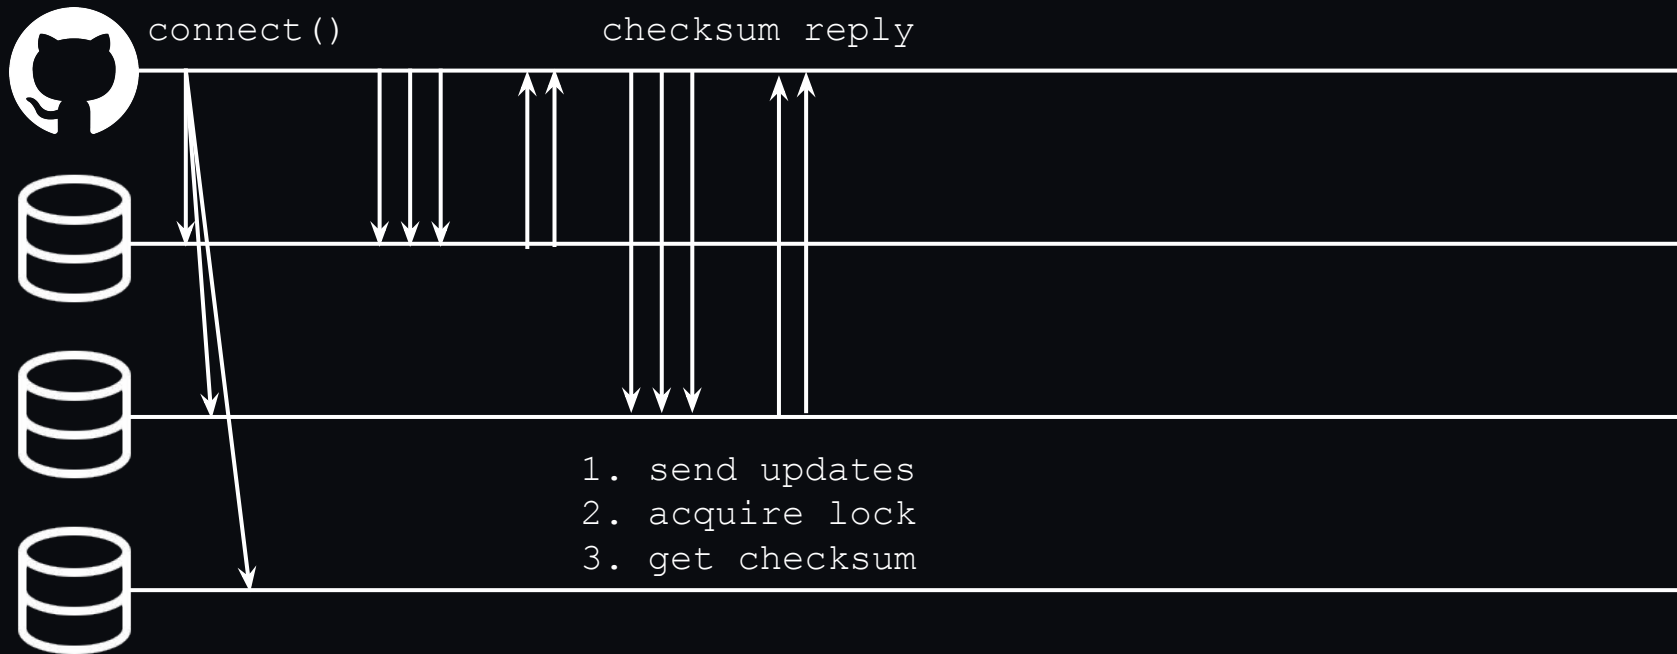 connect()
checksum reply
1. send updates
2. acquire lock
3. get checksum